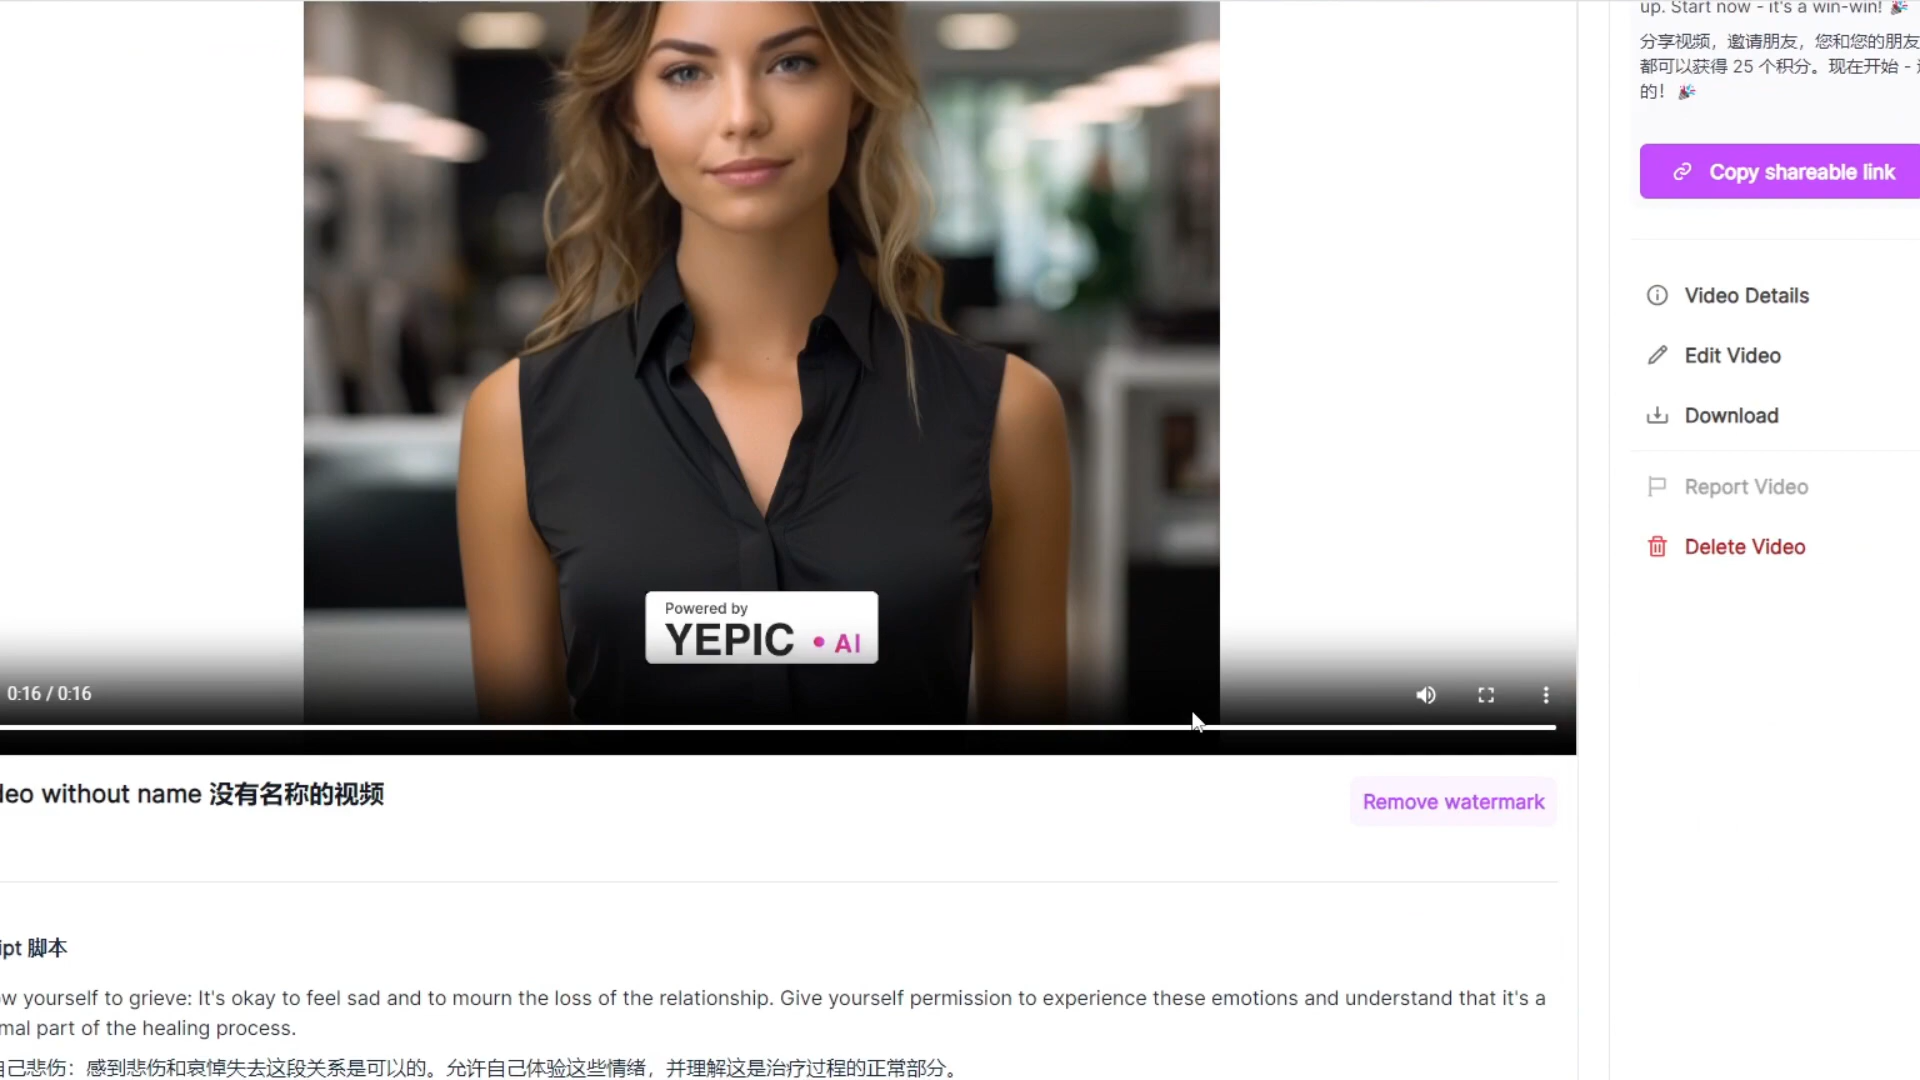 up. Start now - it's a win-win! 🎉
分享视频，邀请朋友，您和您的朋友
都可以获得 25 个积分。现在开始 -
的！ 🎉
Copy shareable link
Video Details
Edit Video
Download
Report Video
Delete Video
Powered by
YEPIC • AI
0:16 / 0:16
deo without name 没有名称的视频
Remove watermark
ipt 脚本
ow yourself to grieve: It's okay to feel sad and to mourn the loss of the relationship. Give yourself permission to experience these emotions and understand that it's a
mal part of the healing process.
自己悲伤：感到悲伤和哀悼失去这段关系是可以的。允许自己体验这些情绪，并理解这是治疗过程的正常部分。